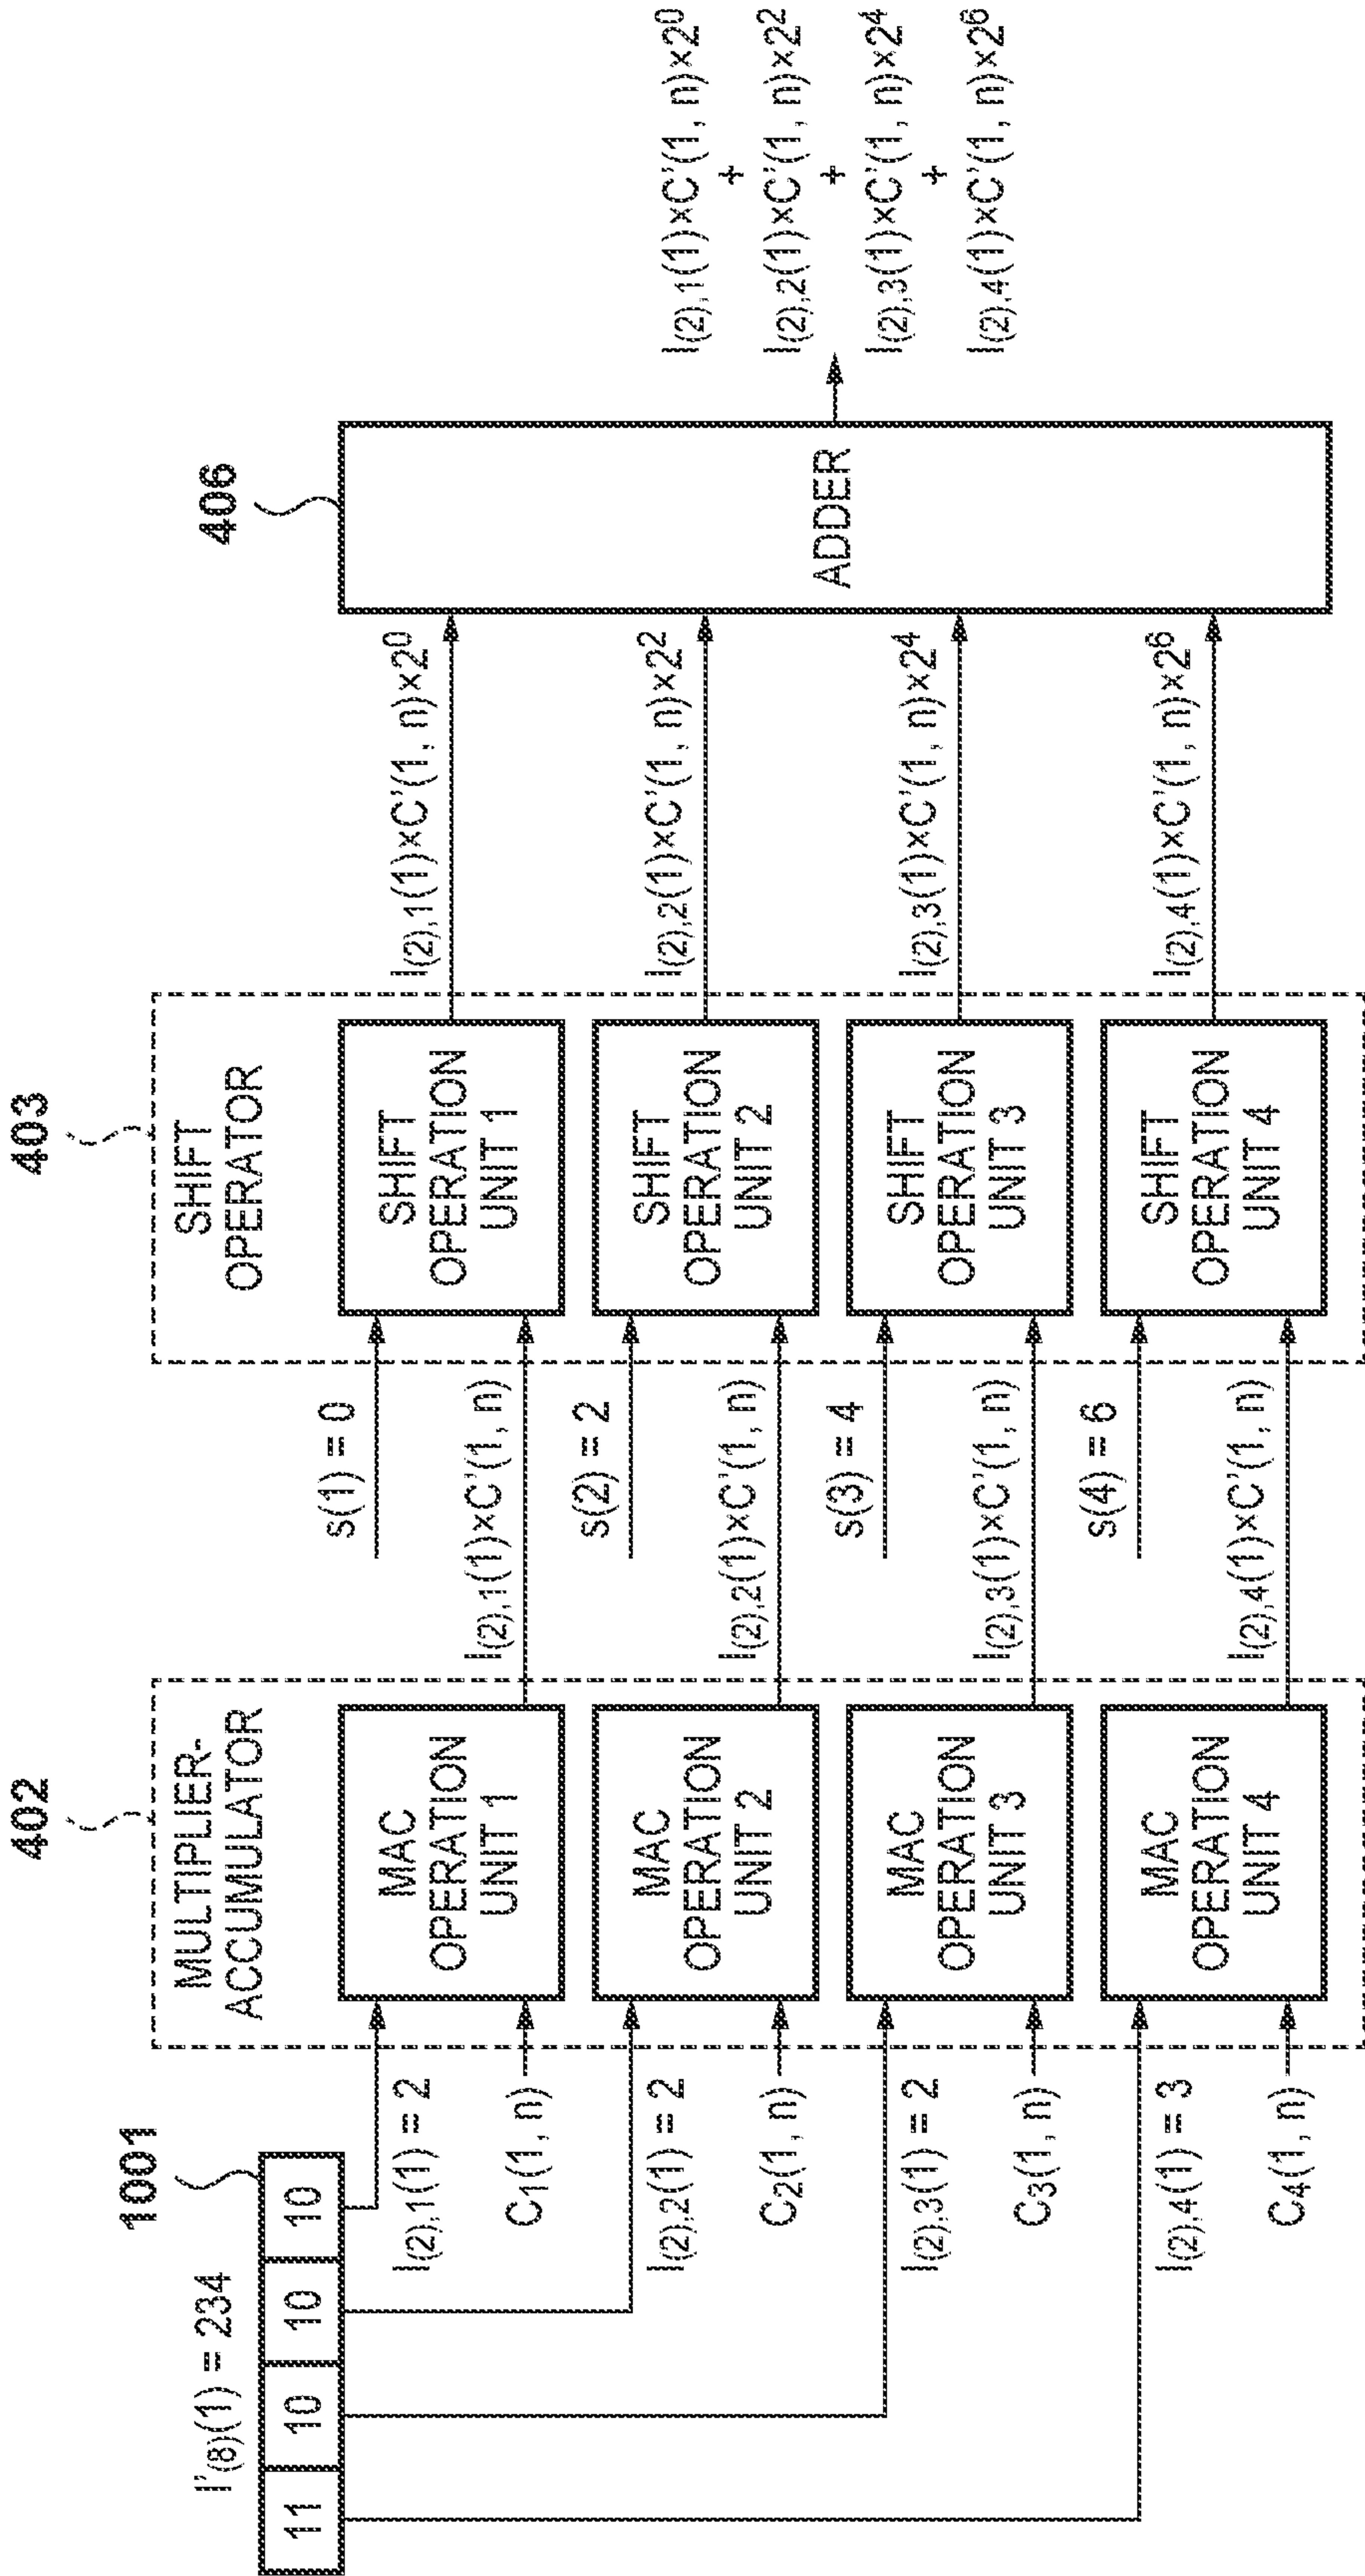 I'(8)(1) = 234
1001
11 10 10 10
402
MULTIPLIER-
ACCUMULATOR
I(2),1(1) = 2
C1(1, n)
MAC
OPERATION
UNIT 1
I(2),2(1) = 2
C2(1, n)
MAC
OPERATION
UNIT 2
I(2),3(1) = 2
C3(1, n)
MAC
OPERATION
UNIT 3
I(2),4(1) = 3
C4(1, n)
MAC
OPERATION
UNIT 4
403
SHIFT
OPERATOR
s(1) = 0
I(2),1(1)×C'(1, n)
SHIFT
OPERATION
UNIT 1
s(2) = 2
I(2),2(1)×C'(1, n)
SHIFT
OPERATION
UNIT 2
s(3) = 4
I(2),3(1)×C'(1, n)
SHIFT
OPERATION
UNIT 3
s(4) = 6
I(2),4(1)×C'(1, n)
SHIFT
OPERATION
UNIT 4
406
I(2),1(1)×C'(1, n)×2^0
I(2),2(1)×C'(1, n)×2^2
I(2),3(1)×C'(1, n)×2^4
I(2),4(1)×C'(1, n)×2^6
ADDER
I(2),1(1)×C'(1, n)×2^0
+
I(2),2(1)×C'(1, n)×2^2
+
I(2),3(1)×C'(1, n)×2^4
+
I(2),4(1)×C'(1, n)×2^6